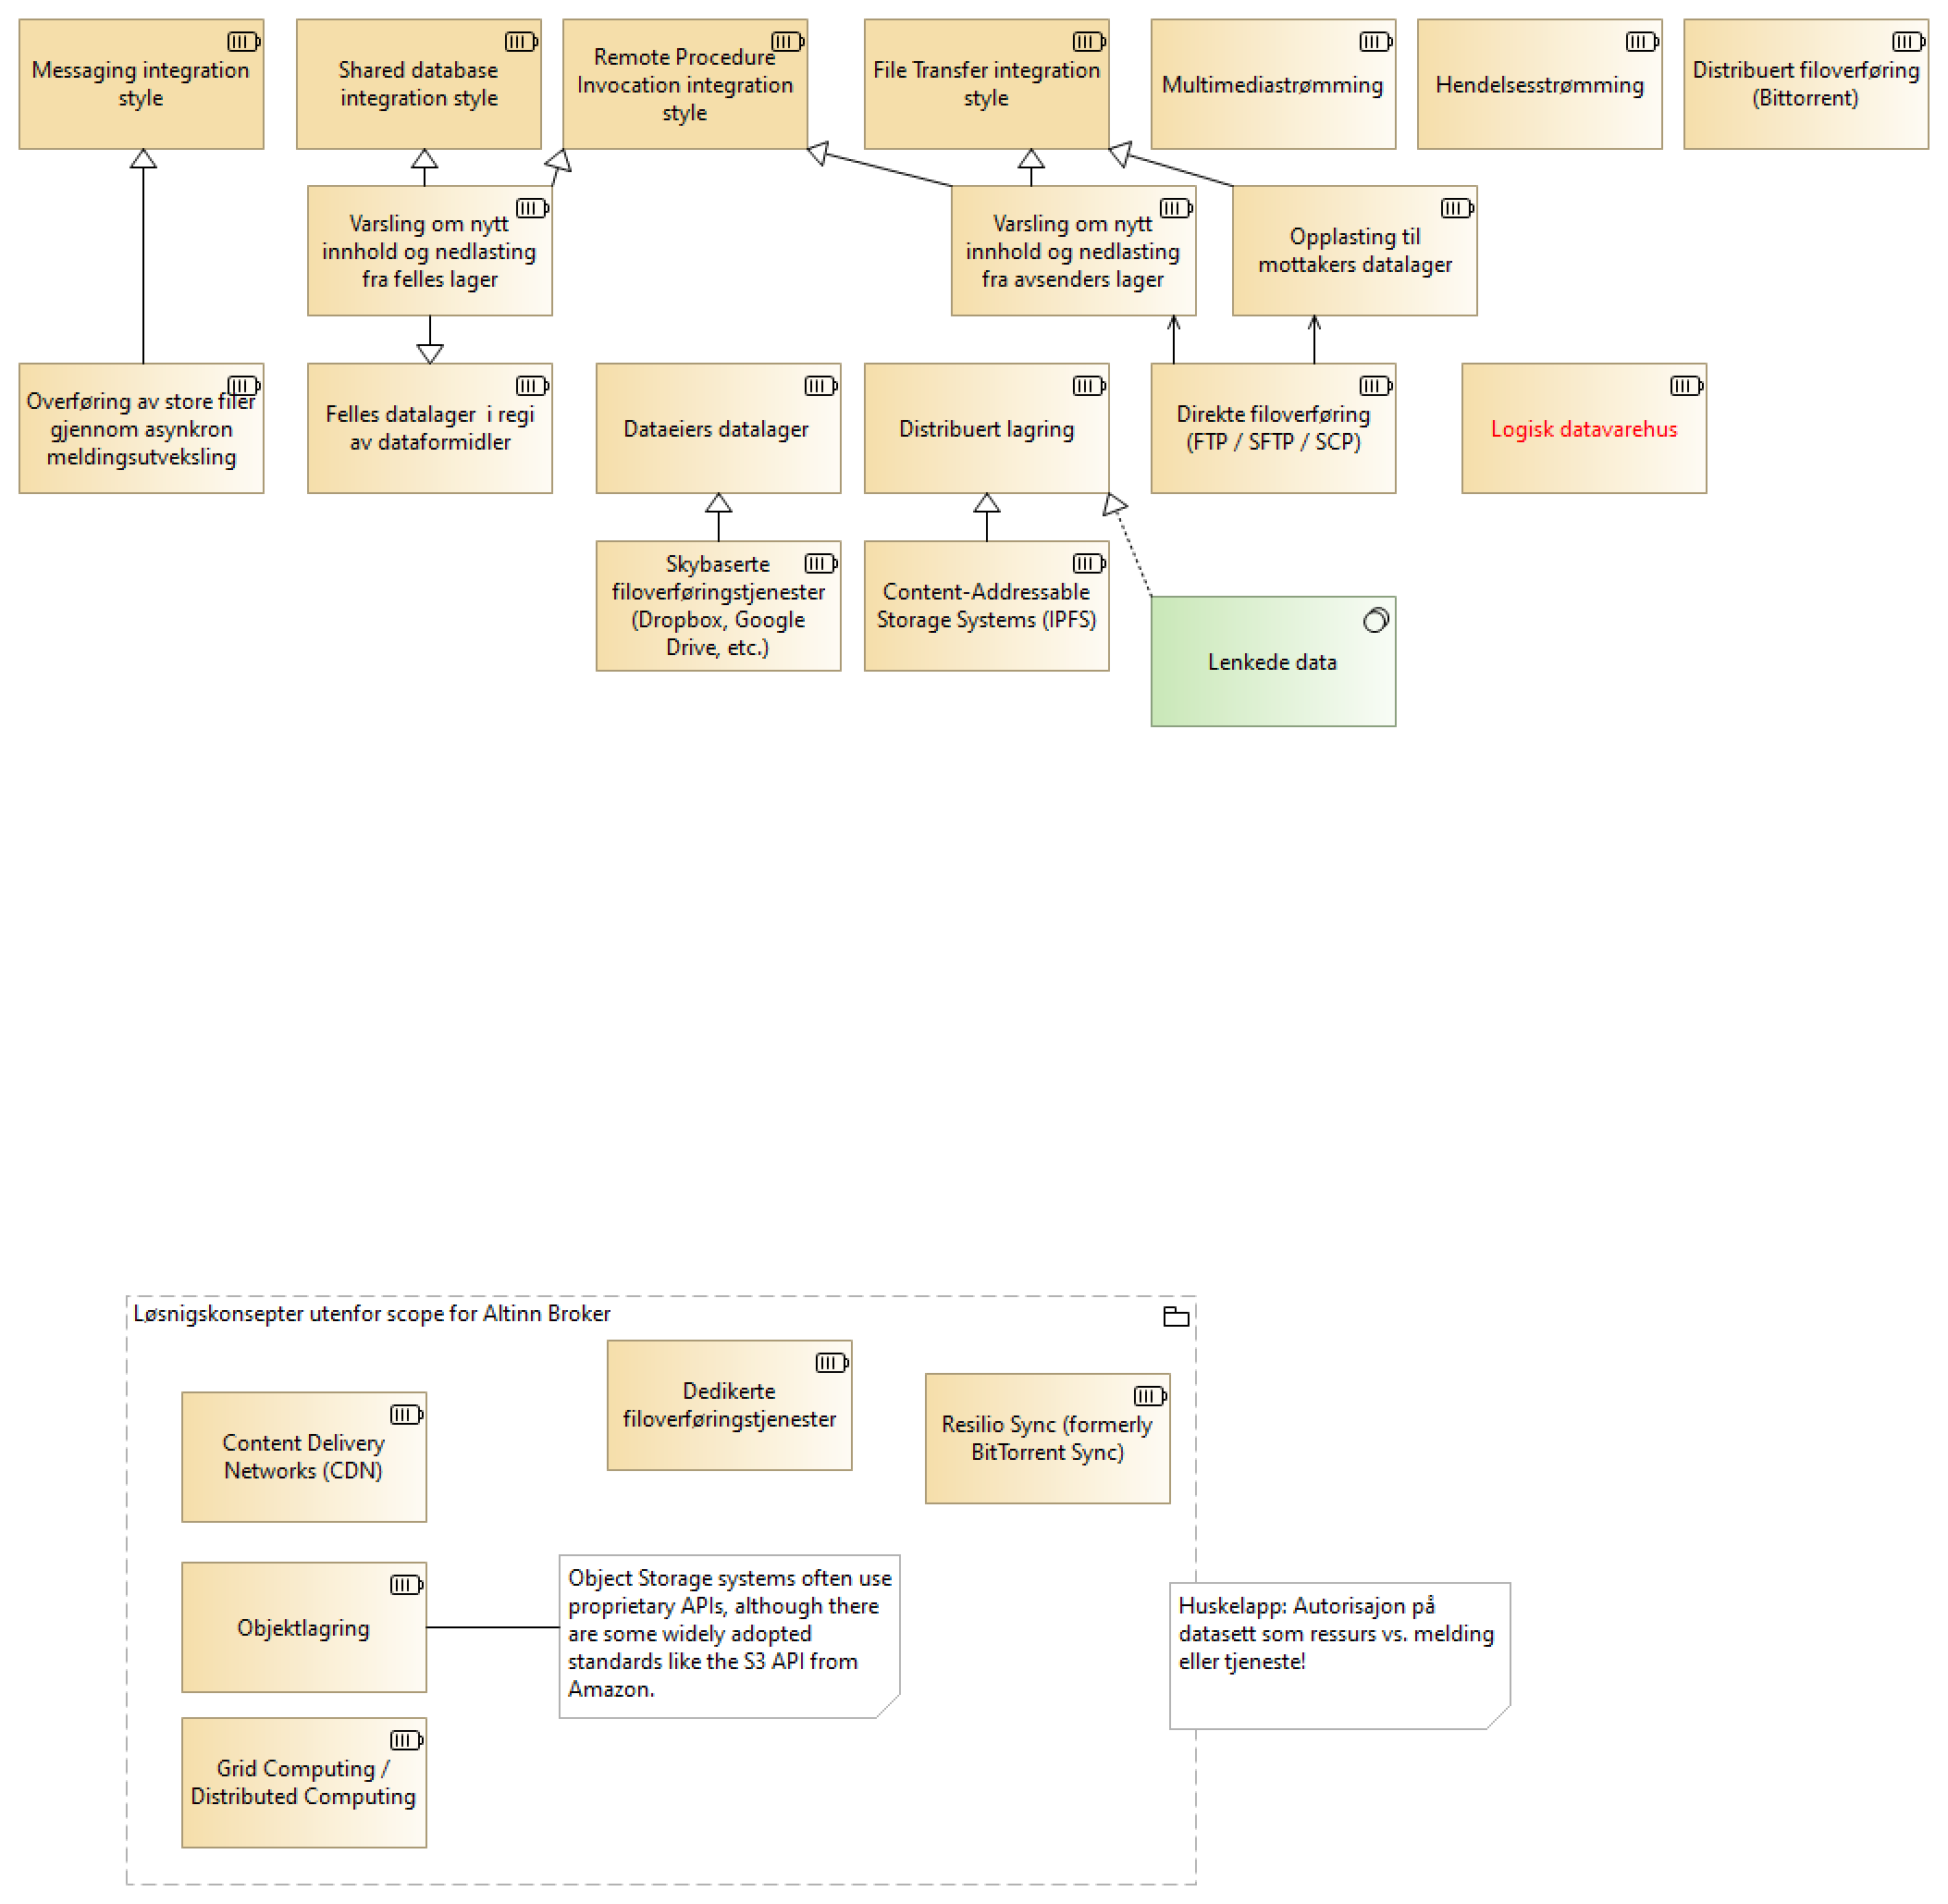 Messaging integration
style
Shared database
integration style
Remote Procedure
Invocation integration
style
File Transfer integration
style
Multimediastrømming
Hendelsesstrømming
Distribuert filoverføring
(Bittorrent)
Varsling om nytt
innhold og nedlasting
fra felles lager
Varsling om nytt
innhold og nedlasting
fra avsenders lager
Opplasting til
mottakers datalager
Overføring av store filer
gjennom asynkron
meldingsutveksling
Felles datalager  i regi
av dataformidler
Dataeiers datalager
Distribuert lagring
Direkte filoverføring
(FTP / SFTP / SCP)
Logisk datavarehus
Skybaserte
filoverføringstjenester
(Dropbox, Google
Drive, etc.)
Content-Addressable
Storage Systems (IPFS)
Lenkede data
Løsnigskonsepter utenfor scope for Altinn Broker
Dedikerte
filoverføringstjenester
Resilio Sync (formerly
BitTorrent Sync)
Content Delivery
Networks (CDN)
Objektlagring
Object Storage systems often use
proprietary APIs, although there
are some widely adopted
standards like the S3 API from
Amazon.
Huskelapp: Autorisajon på
datasett som ressurs vs. melding
eller tjeneste!
Grid Computing /
Distributed Computing